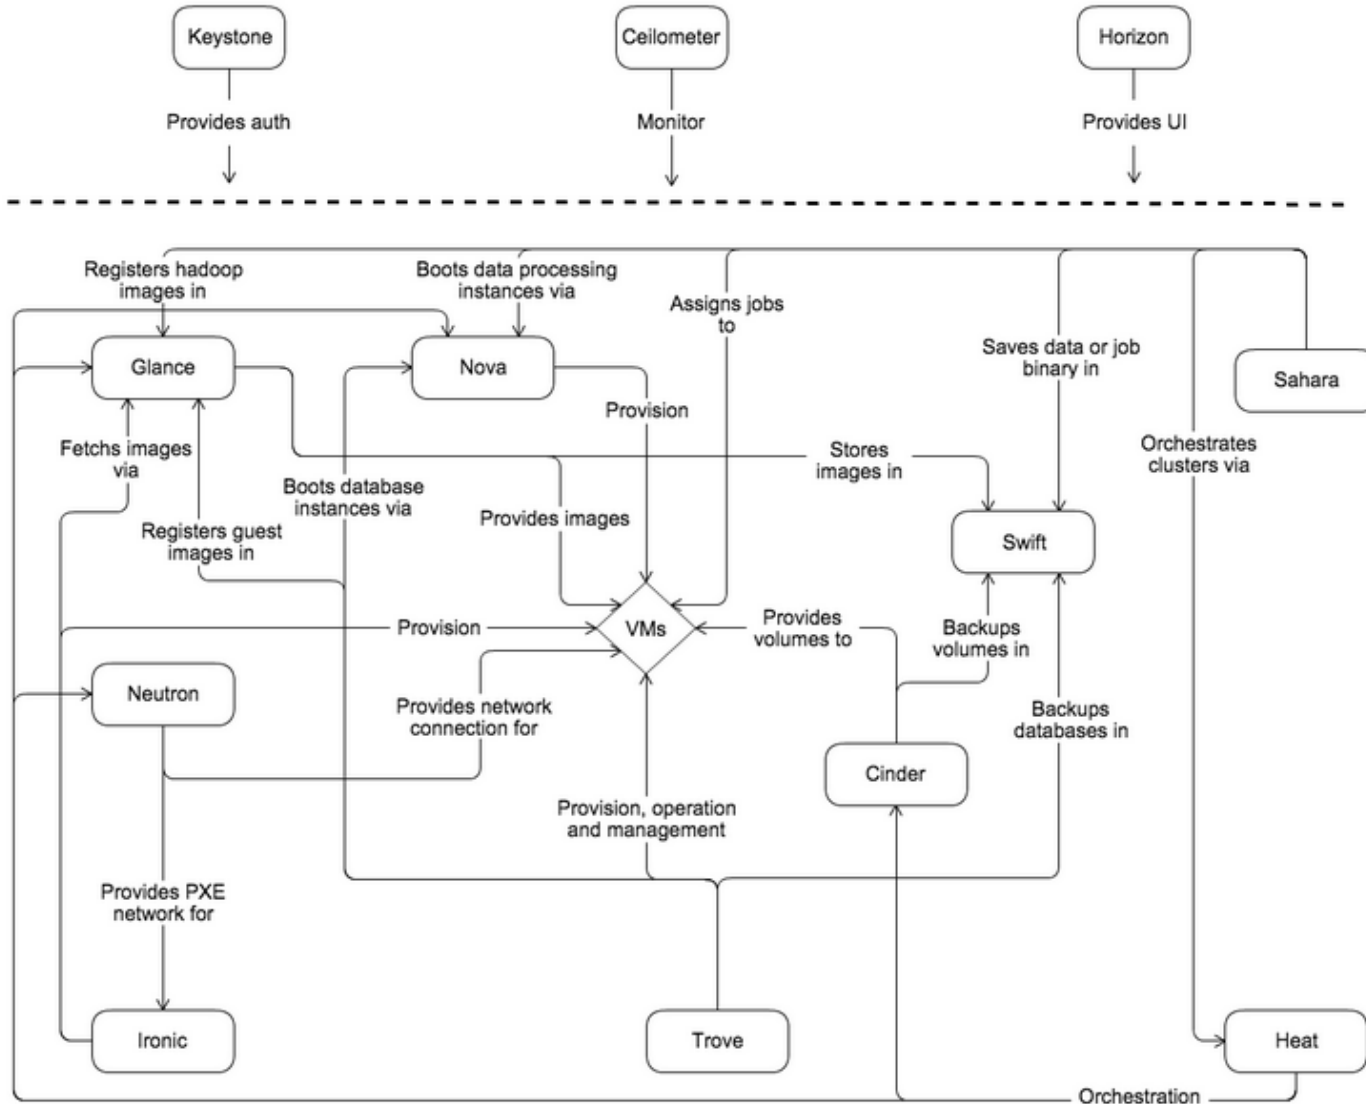 Keystone
Ceilometer
Horizon
Provides auth
Monitor
Provides UI
Registers hadoop
images in
Boots data processing
instances via
Assigns jobs
to
Saves data or job
binary in
Glance
Nova
Sahara
Provision
Fetchs images
via
Stores
images in
Orchestrates
clusters via
Boots database
instances via
Provides images
Registers guest
images in
Swift
Provision
VMs
Provides
volumes to
Backups
volumes in
Neutron
Provides network
connection for
Backups
databases in
Cinder
Provision, operation
and management
Provides PXE
network for
Ironic
Trove
Heat
Orchestration